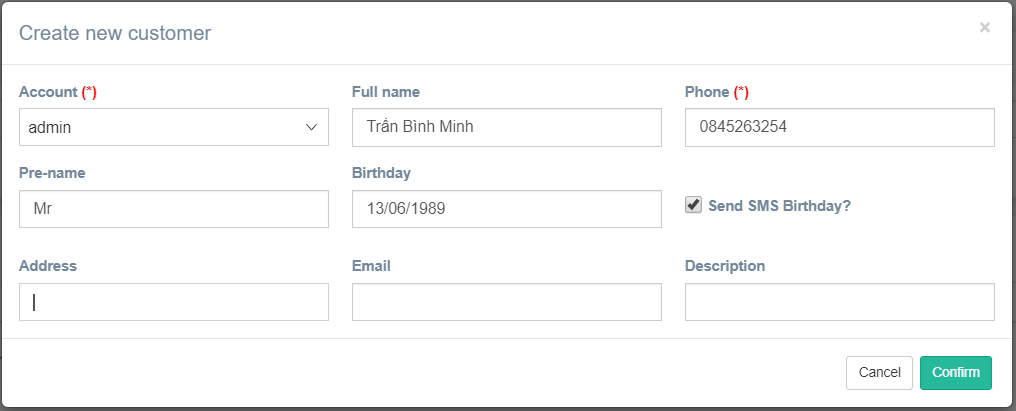 Create new customer ×
Account (*) Full name Phone (*)
admin Trần Bình Minh 0845263254
Pre-name Birthday
Mr 13/06/1989 Send SMS Birthday?
Address Email Description
Cancel Confirm